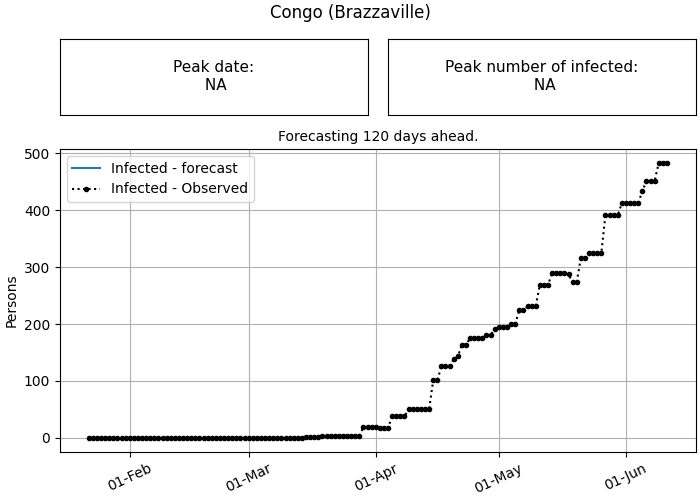 Congo (Brazzaville)
Peak date:
NA
Peak number of infected:
NA
Forecasting 120 days ahead.
Infected - forecast
Infected - Observed
500
400
300
200
100
0
Persons
01-Feb
01-Mar
01-Apr
01-May
01-Jun